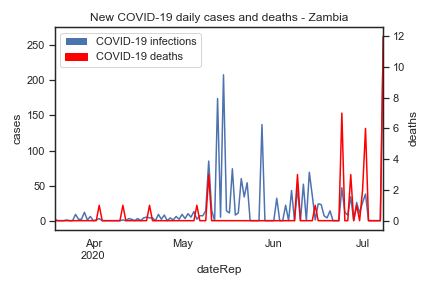 New COVID-19 daily cases and deaths - Zambia
COVID-19 infections
COVID-19 deaths
250
200
150
100
50
0
cases
12
10
8
6
4
2
0
deaths
Apr
2020
May
Jun
Jul
dateRep